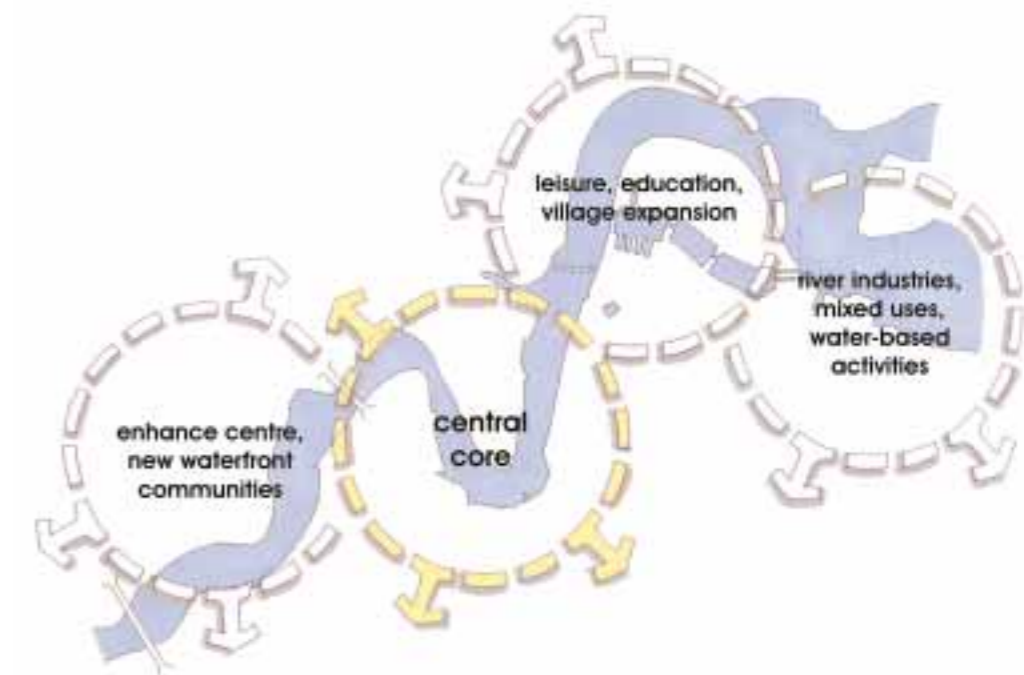 leisure, education,
village expansion
river industries,
mixed uses,
water-based
activities
central
core
enhance centre,
new waterfront
communities